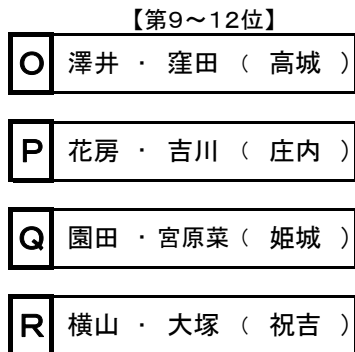 【第9～12位】
O 澤井 ・ 窪田 （ 高城 ）
P 花房 ・ 吉川 （ 庄内 ）
Q 園田 ・ 宮原菜 （ 姫城 ）
R 横山 ・ 大塚 （ 祝吉 ）